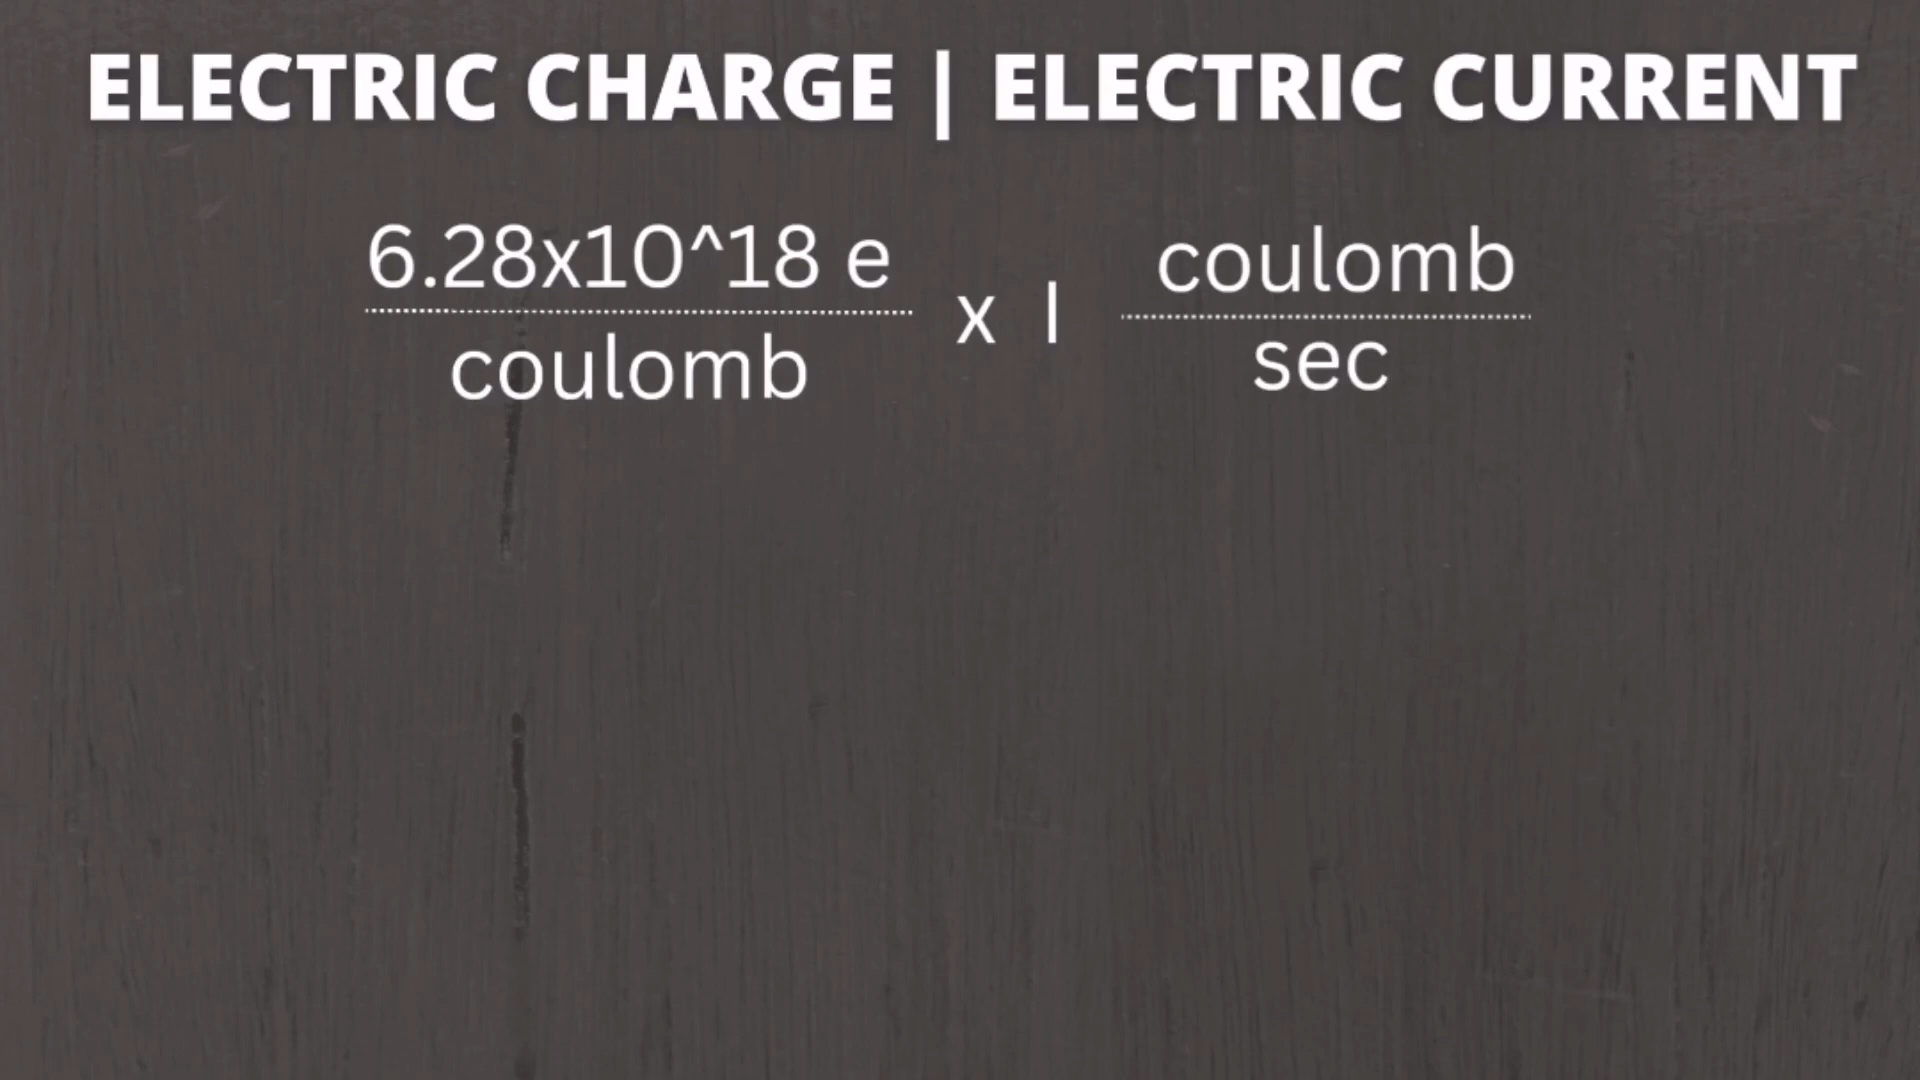 ELECTRIC CHARGE | ELECTRIC CURRENT
6.28x10^18 e
coulomb
x I
coulomb
sec